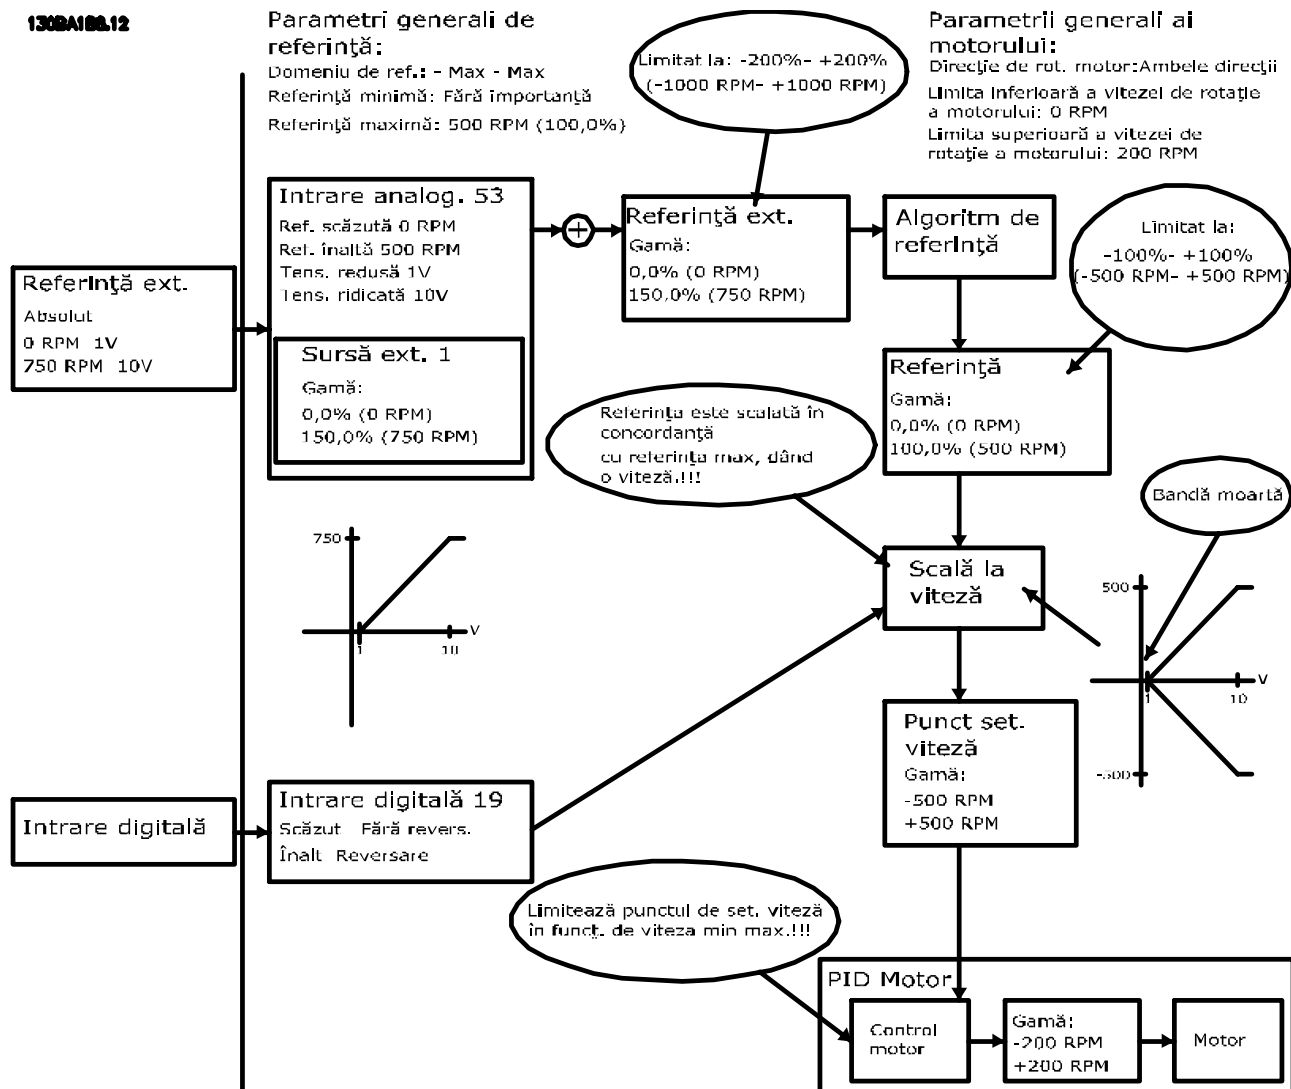 130BA188.12
Parametri generali de
referinţă:
Domeniu de ref.: - Max - Max
Referinţă minimă: Fără importanţă
Referinţă maximă: 500 RPM (100,0%)
Limitat la: -200%- +200%
(-1000 RPM- +1000 RPM)
Parametrii generali ai
motorului:
Direcţie de rot. motor:Ambele direcţii
Limita inferioară a vitezei de rotaţie
a motorului: 0 RPM
Limita superioară a vitezei de
rotaţie a motorului: 200 RPM
Referinţă ext.
Absolut
0 RPM 1V
750 RPM 10V
Intrare analog. 53
Ref. scăzută 0 RPM
Ref. înaltă 500 RPM
Tens. redusă 1V
Tens. ridicată 10V
Sursă ext. 1
Gamă:
0,0% (0 RPM)
150,0% (750 RPM)
Referinţă ext.
Gamă:
0,0% (0 RPM)
150,0% (750 RPM)
Algoritm de
referinţă
Limitat la:
-100%- +100%
(-500 RPM- +500 RPM)
Referinţă
Gamă:
0,0% (0 RPM)
100,0% (500 RPM)
Referinţa este scalată în
concordanţă
cu referinţa max, dând
o viteză.!!!
Bandă moartă
750
V
1
10
Scală la
viteză
500
V
1
10
-500
Punct set.
viteză
Gamă:
-500 RPM
+500 RPM
Intrare digitală
Intrare digitală 19
Scăzut Fără revers.
Înalt Reversare
Limitează punctul de set. viteză
în funcţ. de viteza min max.!!!
PID Motor
Control
motor
Gamă:
-200 RPM
+200 RPM
Motor